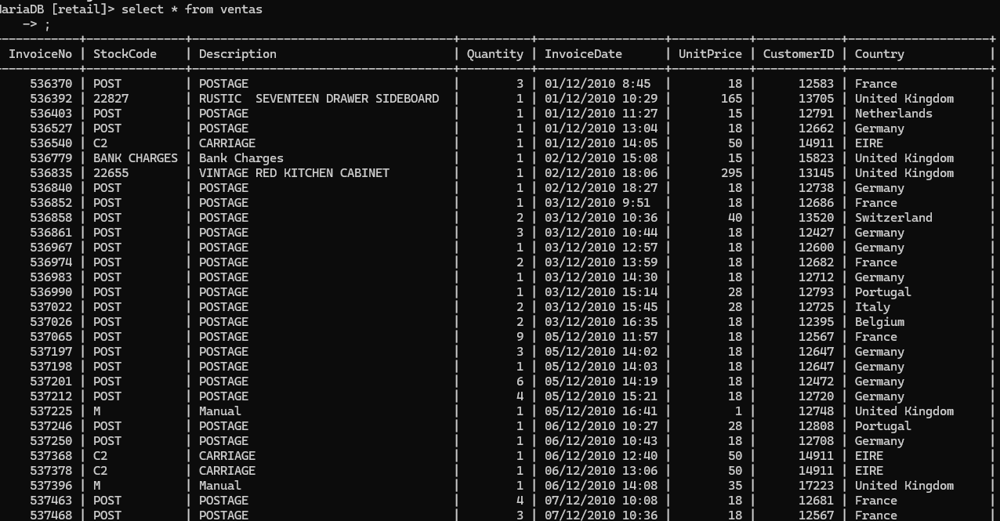 MariaDB [retail]> select * from ventas
    -> ;
InvoiceNo | StockCode | Description | Quantity | InvoiceDate | UnitPrice | CustomerID | Country |
536370 | POST | POSTAGE | 3 | 01/12/2010 8:45 | 18 | 12583 | France |
536392 | 22827 | RUSTIC  SEVENTEEN DRAWER SIDEBOARD | 1 | 01/12/2010 10:29 | 165 | 13705 | United Kingdom |
536403 | POST | POSTAGE | 1 | 01/12/2010 11:27 | 15 | 12791 | Netherlands |
536527 | POST | POSTAGE | 1 | 01/12/2010 13:04 | 18 | 12662 | Germany |
536540 | C2 | CARRIAGE | 1 | 01/12/2010 14:05 | 50 | 14911 | EIRE |
536779 | BANK CHARGES | Bank Charges | 1 | 02/12/2010 15:08 | 15 | 15823 | United Kingdom |
536835 | 22655 | VINTAGE RED KITCHEN CABINET | 1 | 02/12/2010 18:06 | 295 | 13145 | United Kingdom |
536840 | POST | POSTAGE | 1 | 02/12/2010 18:27 | 18 | 12738 | Germany |
536852 | POST | POSTAGE | 1 | 03/12/2010 9:51 | 18 | 12686 | France |
536858 | POST | POSTAGE | 2 | 03/12/2010 10:36 | 40 | 13520 | Switzerland |
536861 | POST | POSTAGE | 3 | 03/12/2010 10:44 | 18 | 12427 | Germany |
536967 | POST | POSTAGE | 1 | 03/12/2010 12:57 | 18 | 12600 | Germany |
536974 | POST | POSTAGE | 2 | 03/12/2010 13:59 | 18 | 12682 | France |
536983 | POST | POSTAGE | 1 | 03/12/2010 14:30 | 18 | 12712 | Germany |
536990 | POST | POSTAGE | 1 | 03/12/2010 15:14 | 28 | 12793 | Portugal |
537022 | POST | POSTAGE | 2 | 03/12/2010 15:45 | 28 | 12725 | Italy |
537026 | POST | POSTAGE | 2 | 03/12/2010 16:35 | 18 | 12395 | Belgium |
537065 | POST | POSTAGE | 9 | 05/12/2010 11:57 | 18 | 12567 | France |
537197 | POST | POSTAGE | 3 | 05/12/2010 14:02 | 18 | 12647 | Germany |
537198 | POST | POSTAGE | 1 | 05/12/2010 14:03 | 18 | 12647 | Germany |
537201 | POST | POSTAGE | 6 | 05/12/2010 14:19 | 18 | 12472 | Germany |
537212 | POST | POSTAGE | 4 | 05/12/2010 15:21 | 18 | 12720 | Germany |
537225 | M | Manual | 1 | 05/12/2010 16:41 | 1 | 12748 | United Kingdom |
537246 | POST | POSTAGE | 1 | 06/12/2010 10:27 | 28 | 12808 | Portugal |
537250 | POST | POSTAGE | 1 | 06/12/2010 10:43 | 18 | 12708 | Germany |
537368 | C2 | CARRIAGE | 1 | 06/12/2010 12:40 | 50 | 14911 | EIRE |
537378 | C2 | CARRIAGE | 1 | 06/12/2010 13:06 | 50 | 14911 | EIRE |
537396 | M | Manual | 1 | 06/12/2010 14:08 | 35 | 17223 | United Kingdom |
537463 | POST | POSTAGE | 4 | 07/12/2010 10:08 | 18 | 12681 | France |
537468 | POST | POSTAGE | 3 | 07/12/2010 10:36 | 18 | 12567 | France |